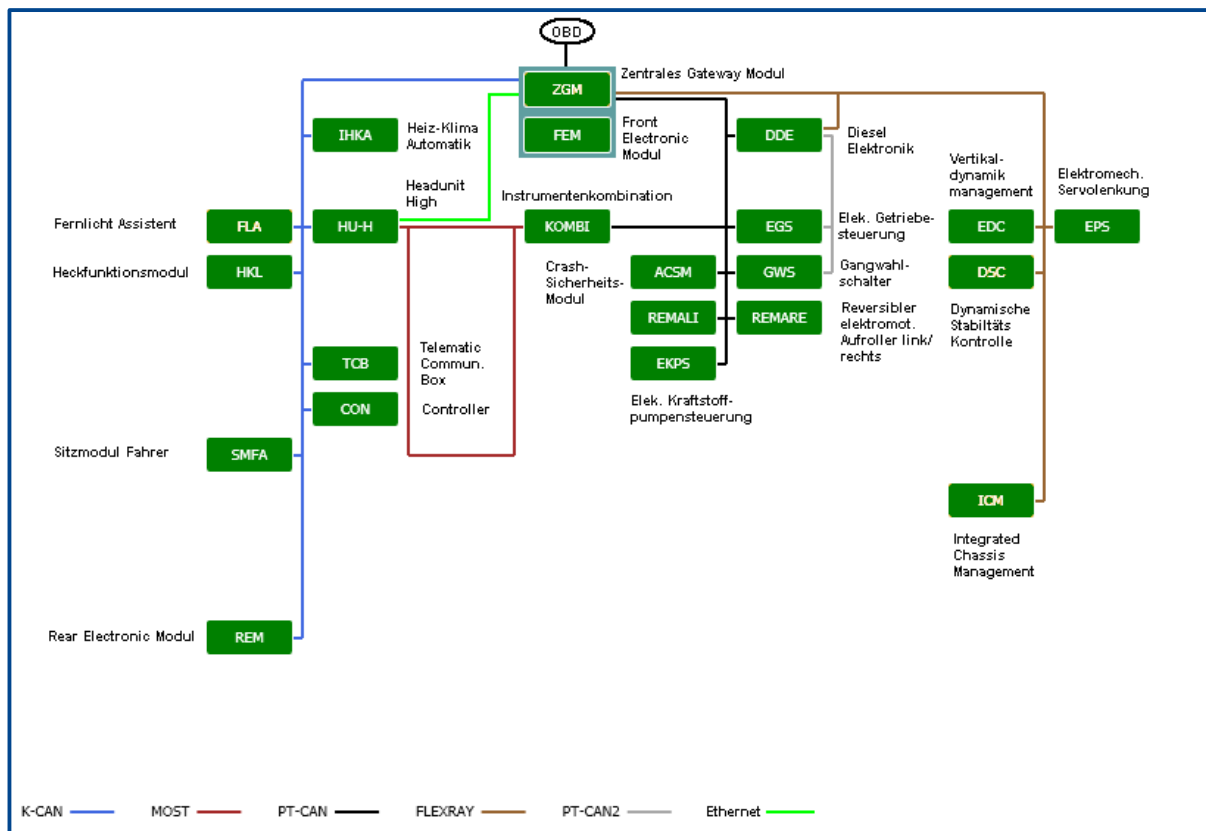 OBD
ZGM
Zentrales Gateway Modul
FEM
Front
Electronic
Modul
IHKA
Heiz-Klima
Automatik
DDE
Diesel
Elektronik
Headunit
High
Instrumentenkombination
Vertikal-
dynamik
management
Elektromech.
Servolenkung
Fernlicht Assistent
FLA
HU-H
KOMBI
EGS
Elek. Getriebe-
steuerung
EDC
EPS
Heckfunktionsmodul
HKL
Crash-
Sicherheits-
Modul
ACSM
GWS
Gangwahl-
schalter
DSC
REMALI
REMARE
Reversibler
elektromot.
Aufroller link/
rechts
Dynamische
Stabiltäts
Kontrolle
TCB
Telematic
Commun.
Box
EKPS
Elek. Kraftstoff-
pumpensteuerung
CON
Controller
Sitzmodul Fahrer
SMFA
ICM
Integrated
Chassis
Management
Rear Electronic Modul
REM
K-CAN
MOST
PT-CAN
FLEXRAY
PT-CAN2
Ethernet